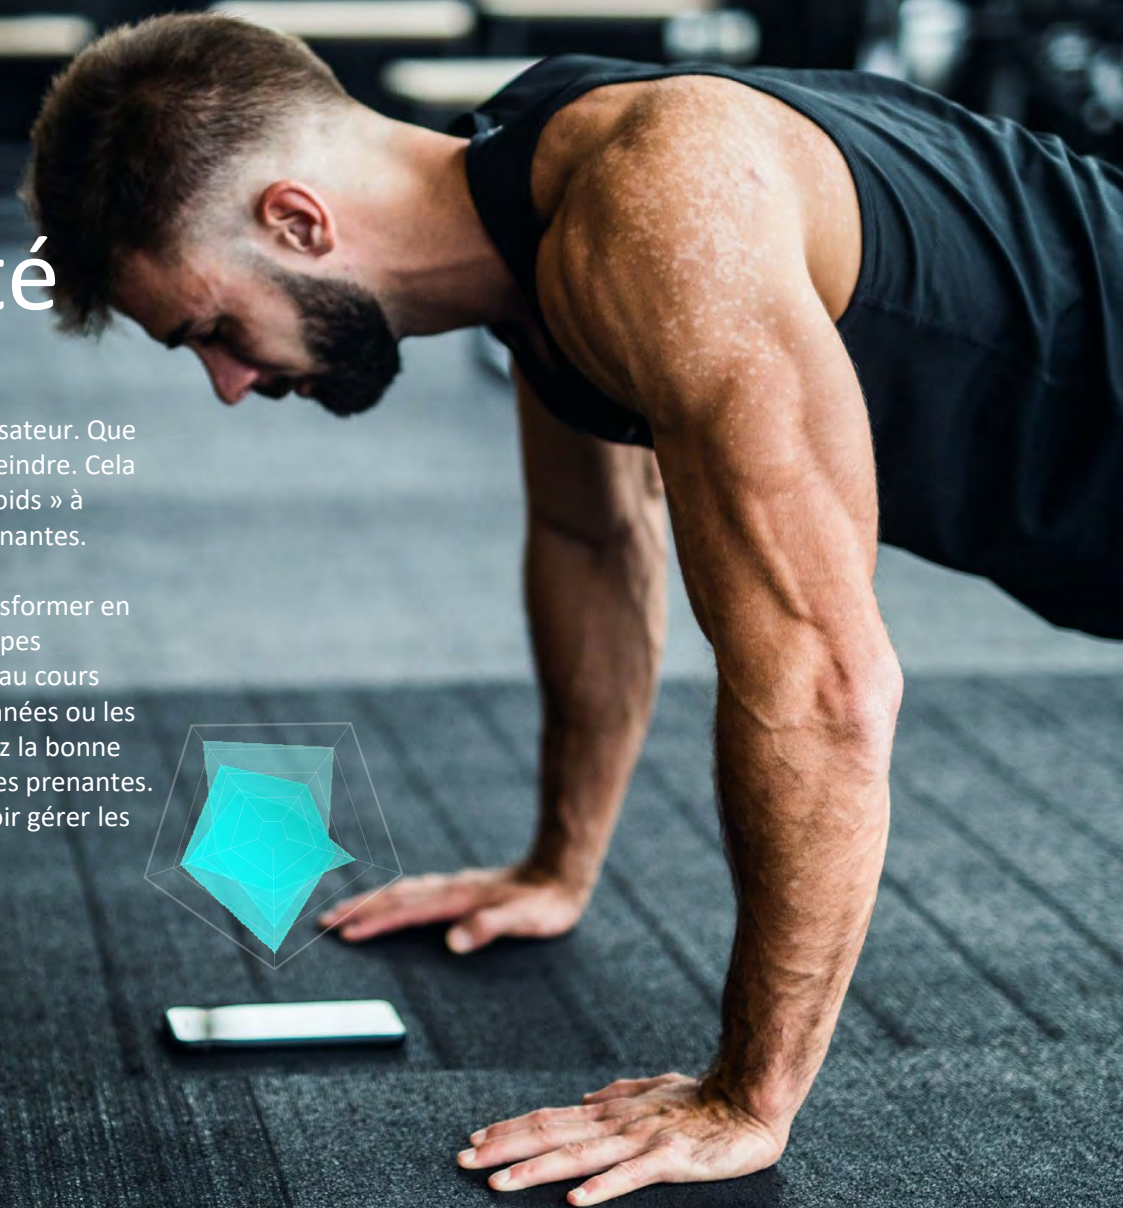 té
sateur. Que
eindre. Cela
oids » à
nantes.
sformer en
pes
au cours
nnées ou les
z la bonne
es prenantes.
oir gérer les